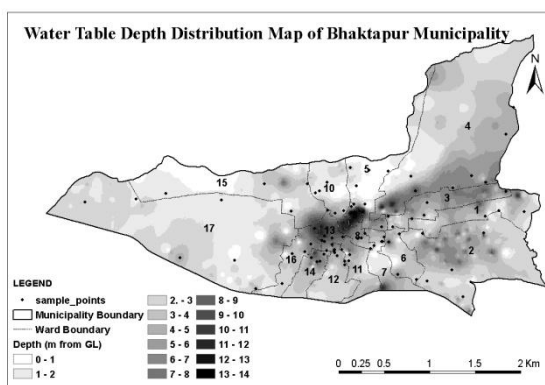 Water Table Depth Distribution Map of Bhaktapur Municipality
N
4
5
15
10
3
1
17
13
8
2
16
6
14
11
7
12
LEGEND
sample_points
Municipality Boundary
Ward Boundary
Depth (m from GL)
0 - 1
1 - 2
2. - 3
3 - 4
4 - 5
5 - 6
6 - 7
7 - 8
8 - 9
9 - 10
10 - 11
11 - 12
12 - 13
13 - 14
0 0.25 0.5 1 1.5 2 Km